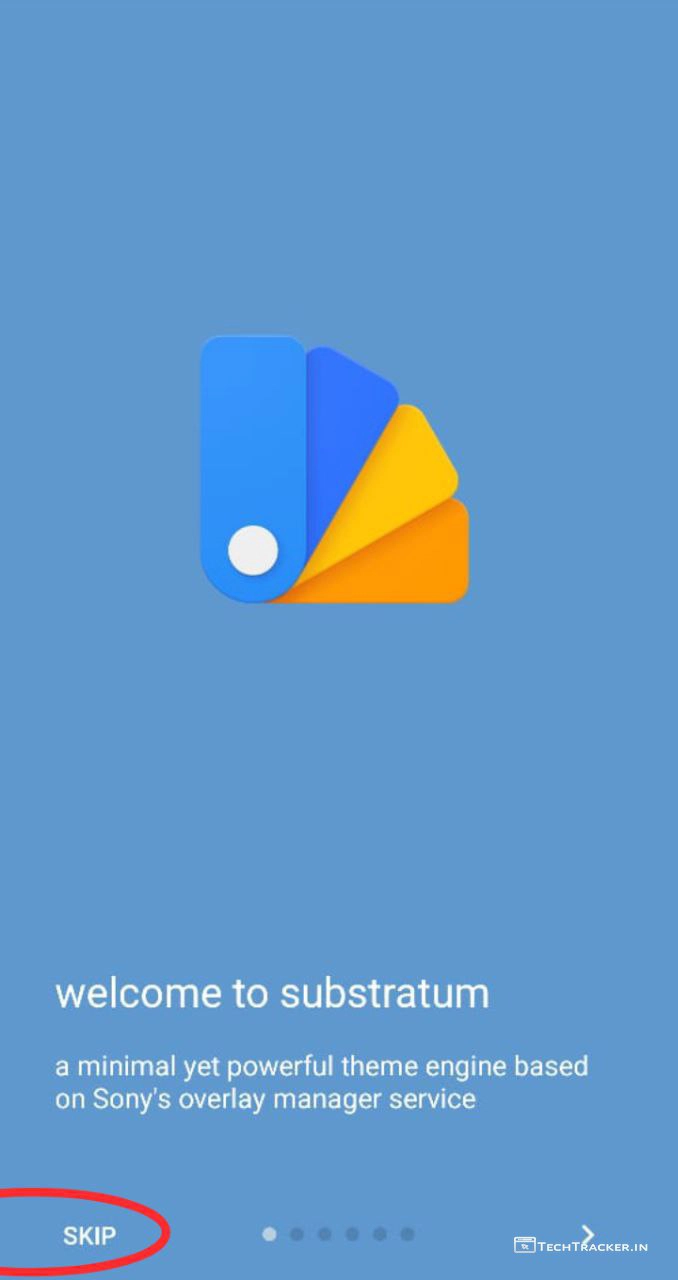 welcome to substratum
a minimal yet powerful theme engine based
on Sony's overlay manager service
SKIP
TECHTRACKER.IN